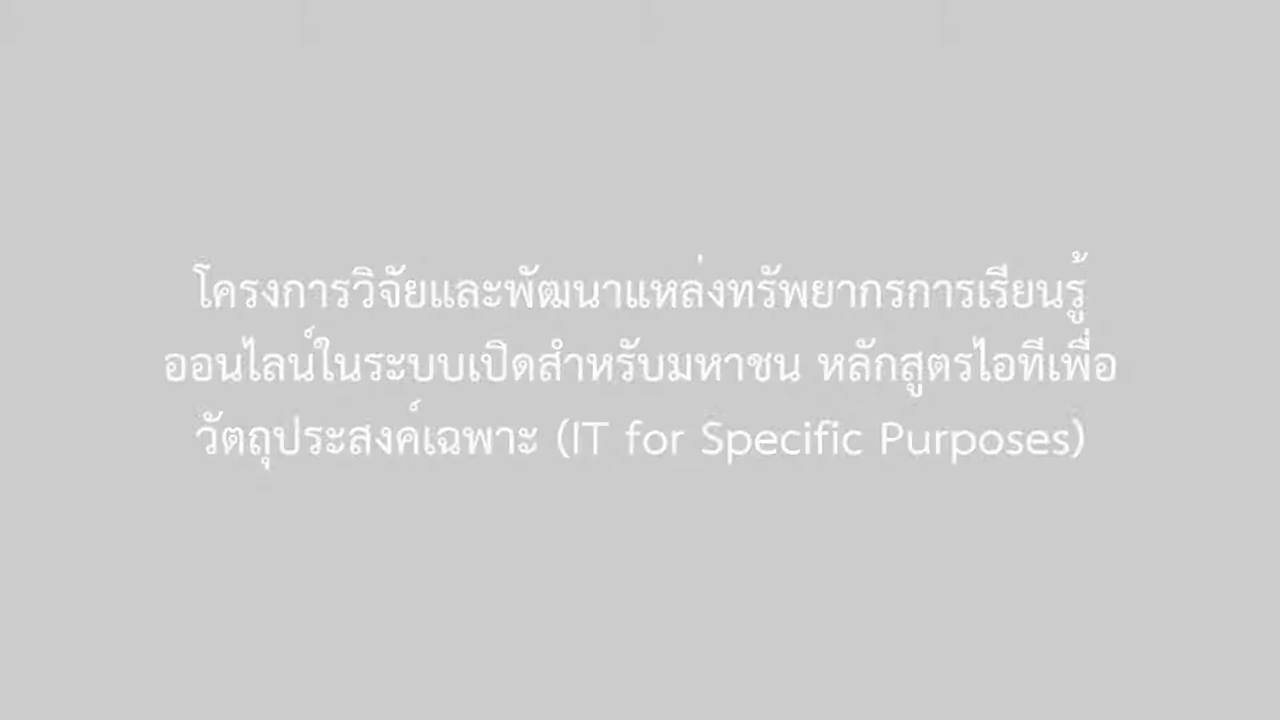 โครงการวิจัยและพัฒนาแหล่งทรัพยากรการเรียนรู้
ออนไลน์ในระบบเปิดสำหรับมหาชน หลักสูตรไอทีเพื่อ
วัตถุประสงค์เฉพาะ (IT for Specific Purposes)